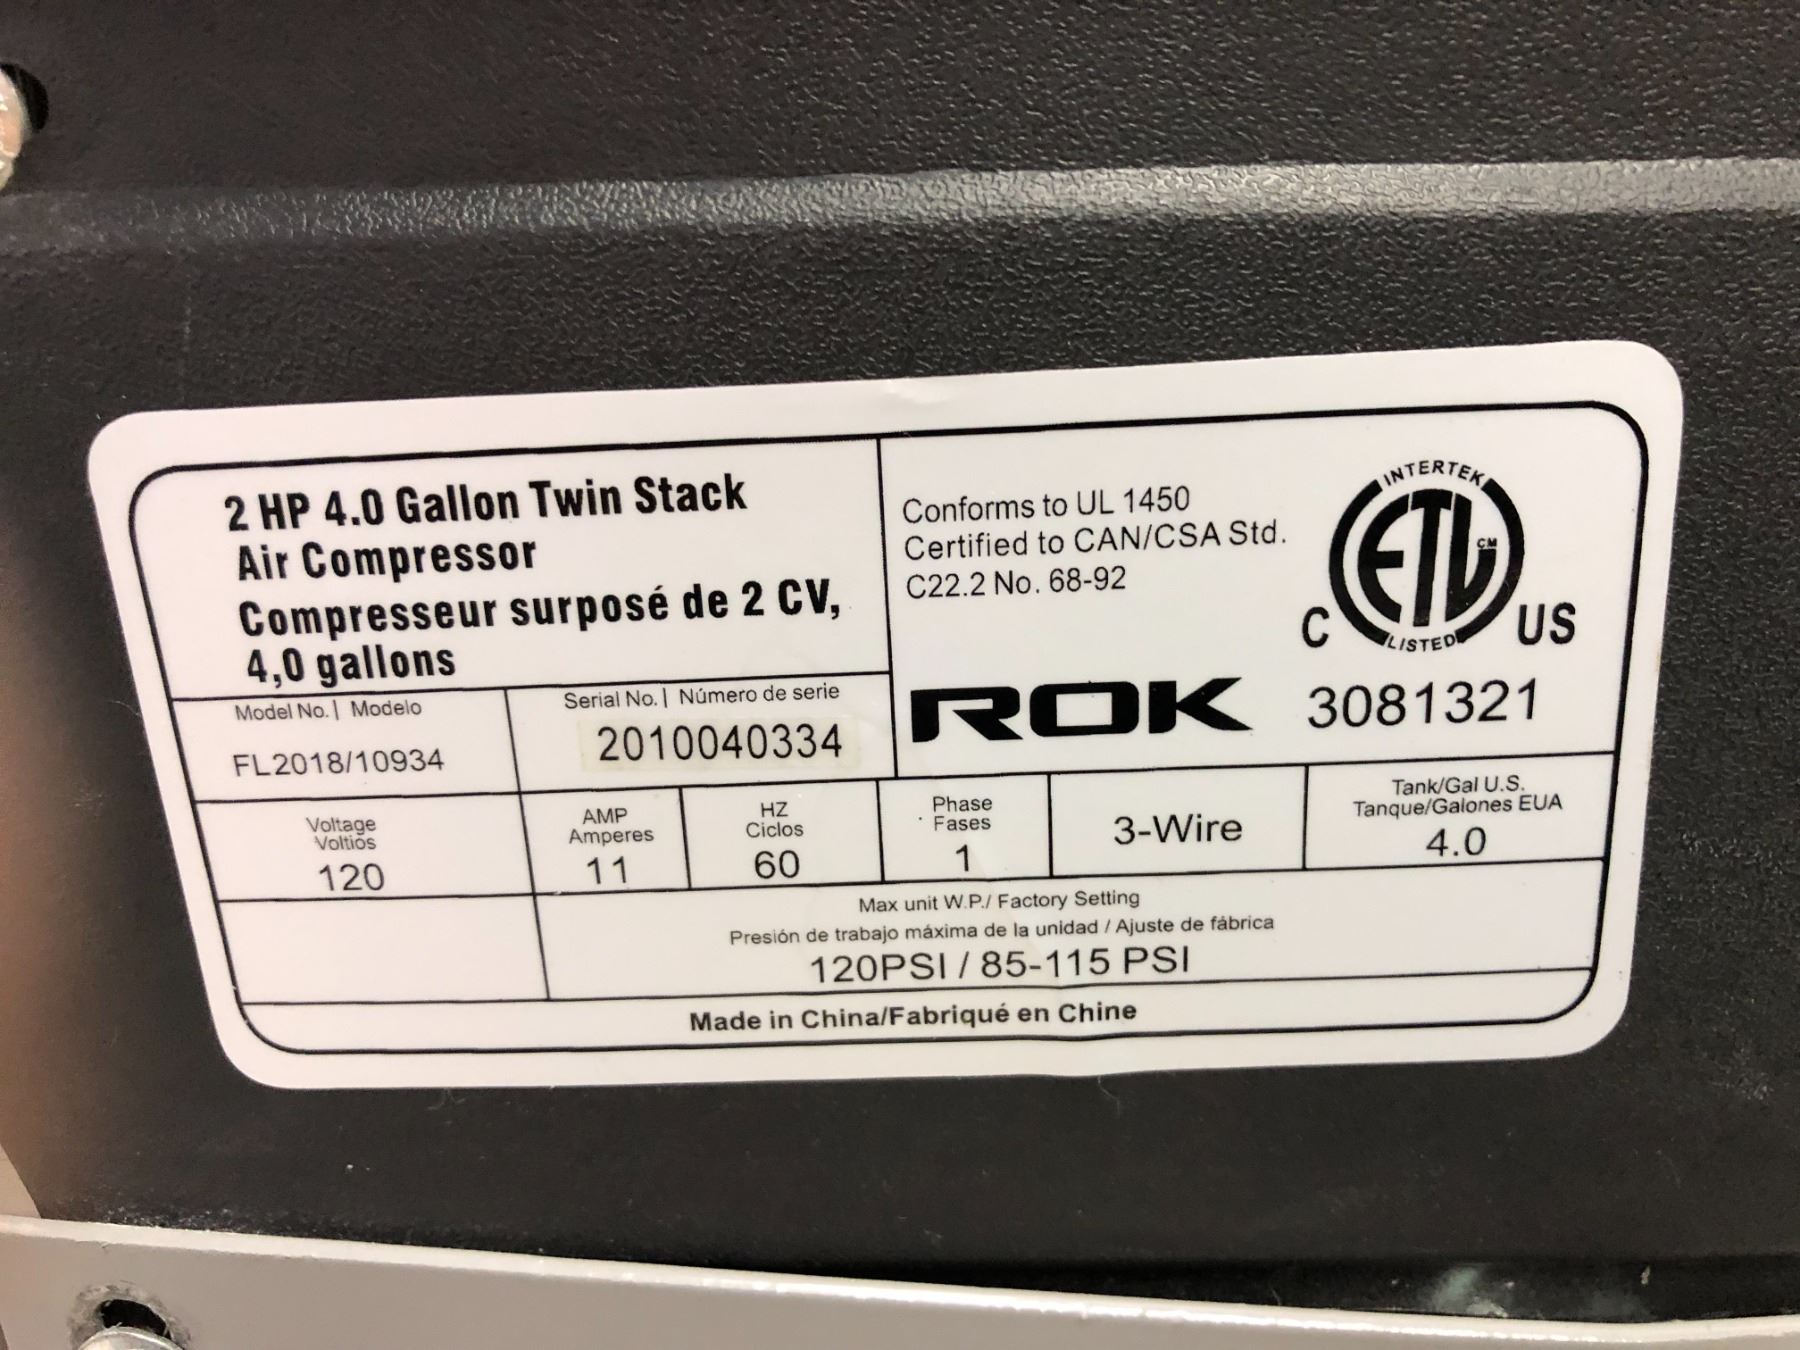 2 HP 4.0 Gallon Twin Stack
Air Compressor
Compresseur surposé de 2 CV,
4,0 gallons
Conforms to UL 1450
Certified to CAN/CSA Std.
C22.2 No. 68-92
INTERTEK
ETL CM
LISTED
C US
ROK 3081321
Model No. | Modelo
FL2018/10934
Serial No. | Número de serie
2010040334
Voltage
Voltios
120
AMP
Amperes
11
HZ
Ciclos
60
Phase
Fases
1
3-Wire
Tank/Gal U.S.
Tanque/Galones EUA
4.0
Max unit W.P./ Factory Setting
Presión de trabajo máxima de la unidad / Ajuste de fábrica
120PSI / 85-115 PSI
Made in China/Fabriqué en Chine